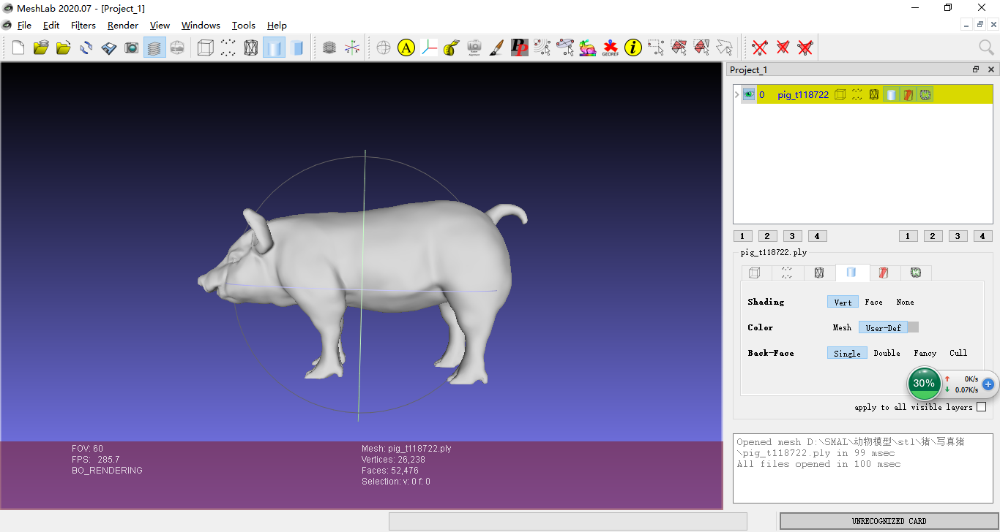 MeshLab 2020.07 - [Project_1]
File Edit Filters Render View Windows Tools Help
A PP GEOREF i
Project_1
0 pig_t118722
1 2 3 4 1 2 3 4
pig_t118722.ply
Shading Vert Face None
Color Mesh User-Def
Back-Face Single Double Fancy Cull
30% 0K/s
0.07K/s
apply to all visible layers
FOV: 60
FPS: 285.7
BO_RENDERING
Mesh: pig_t118722.ply
Vertices: 26,238
Faces: 52,476
Selection: v: 0 f: 0
Opened mesh D:\SMAL\动物模型\stl\猪\写真猪
\pig_t118722.ply in 99 msec
All files opened in 100 msec
UNRECOGNIZED CARD